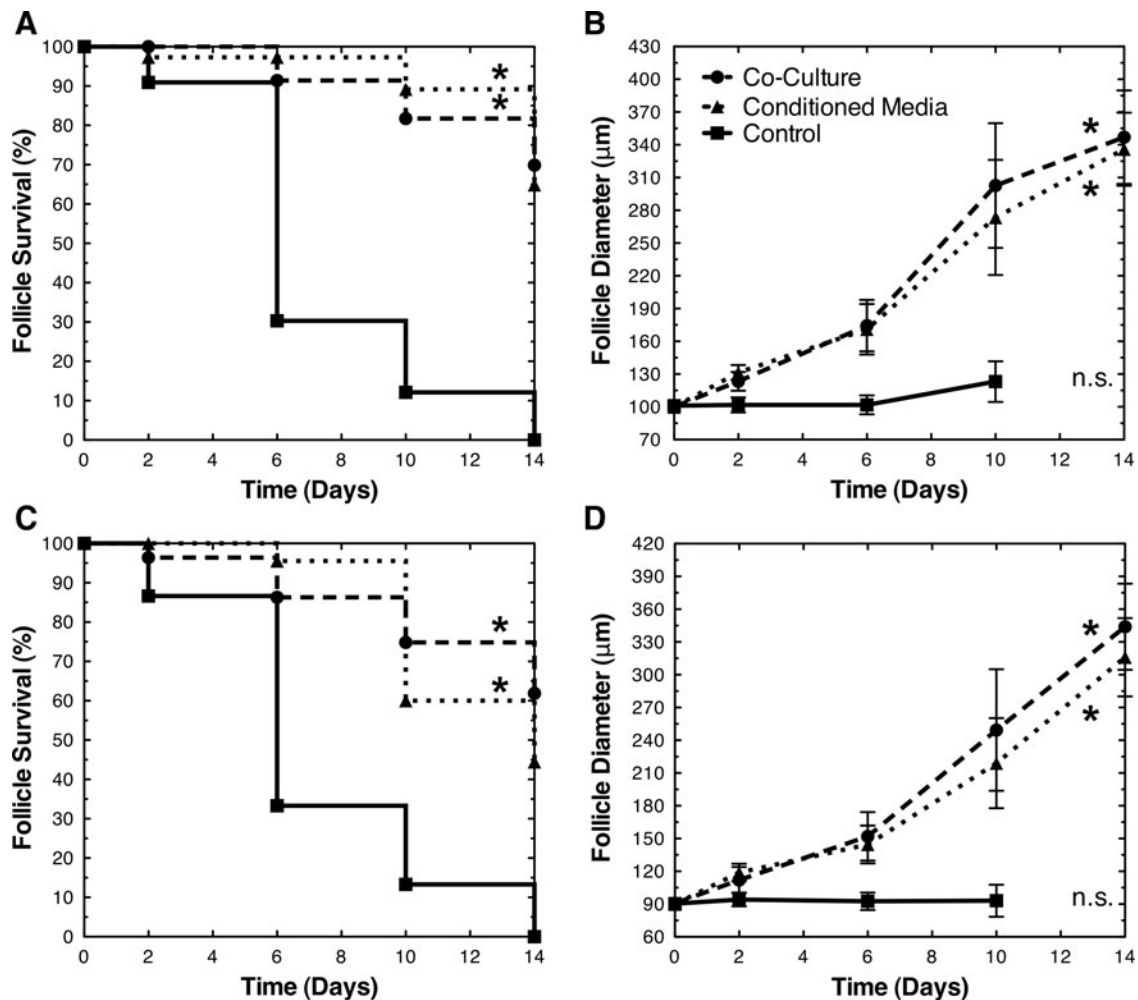 A
100
90
80
70
60
50
40
30
20
10
0
Follicle Survival (%)
*
*
0 2 4 6 8 10 12 14
Time (Days)
B
430
400
370
340
310
280
250
220
190
160
130
100
70
Follicle Diameter (μm)
Co-Culture
Conditioned Media
Control
*
*
n.s.
0 2 4 6 8 10 12 14
Time (Days)
C
100
90
80
70
60
50
40
30
20
10
0
Follicle Survival (%)
*
*
0 2 4 6 8 10 12 14
Time (Days)
D
420
390
360
330
300
270
240
210
180
150
120
90
60
Follicle Diameter (μm)
*
*
n.s.
0 2 4 6 8 10 12 14
Time (Days)